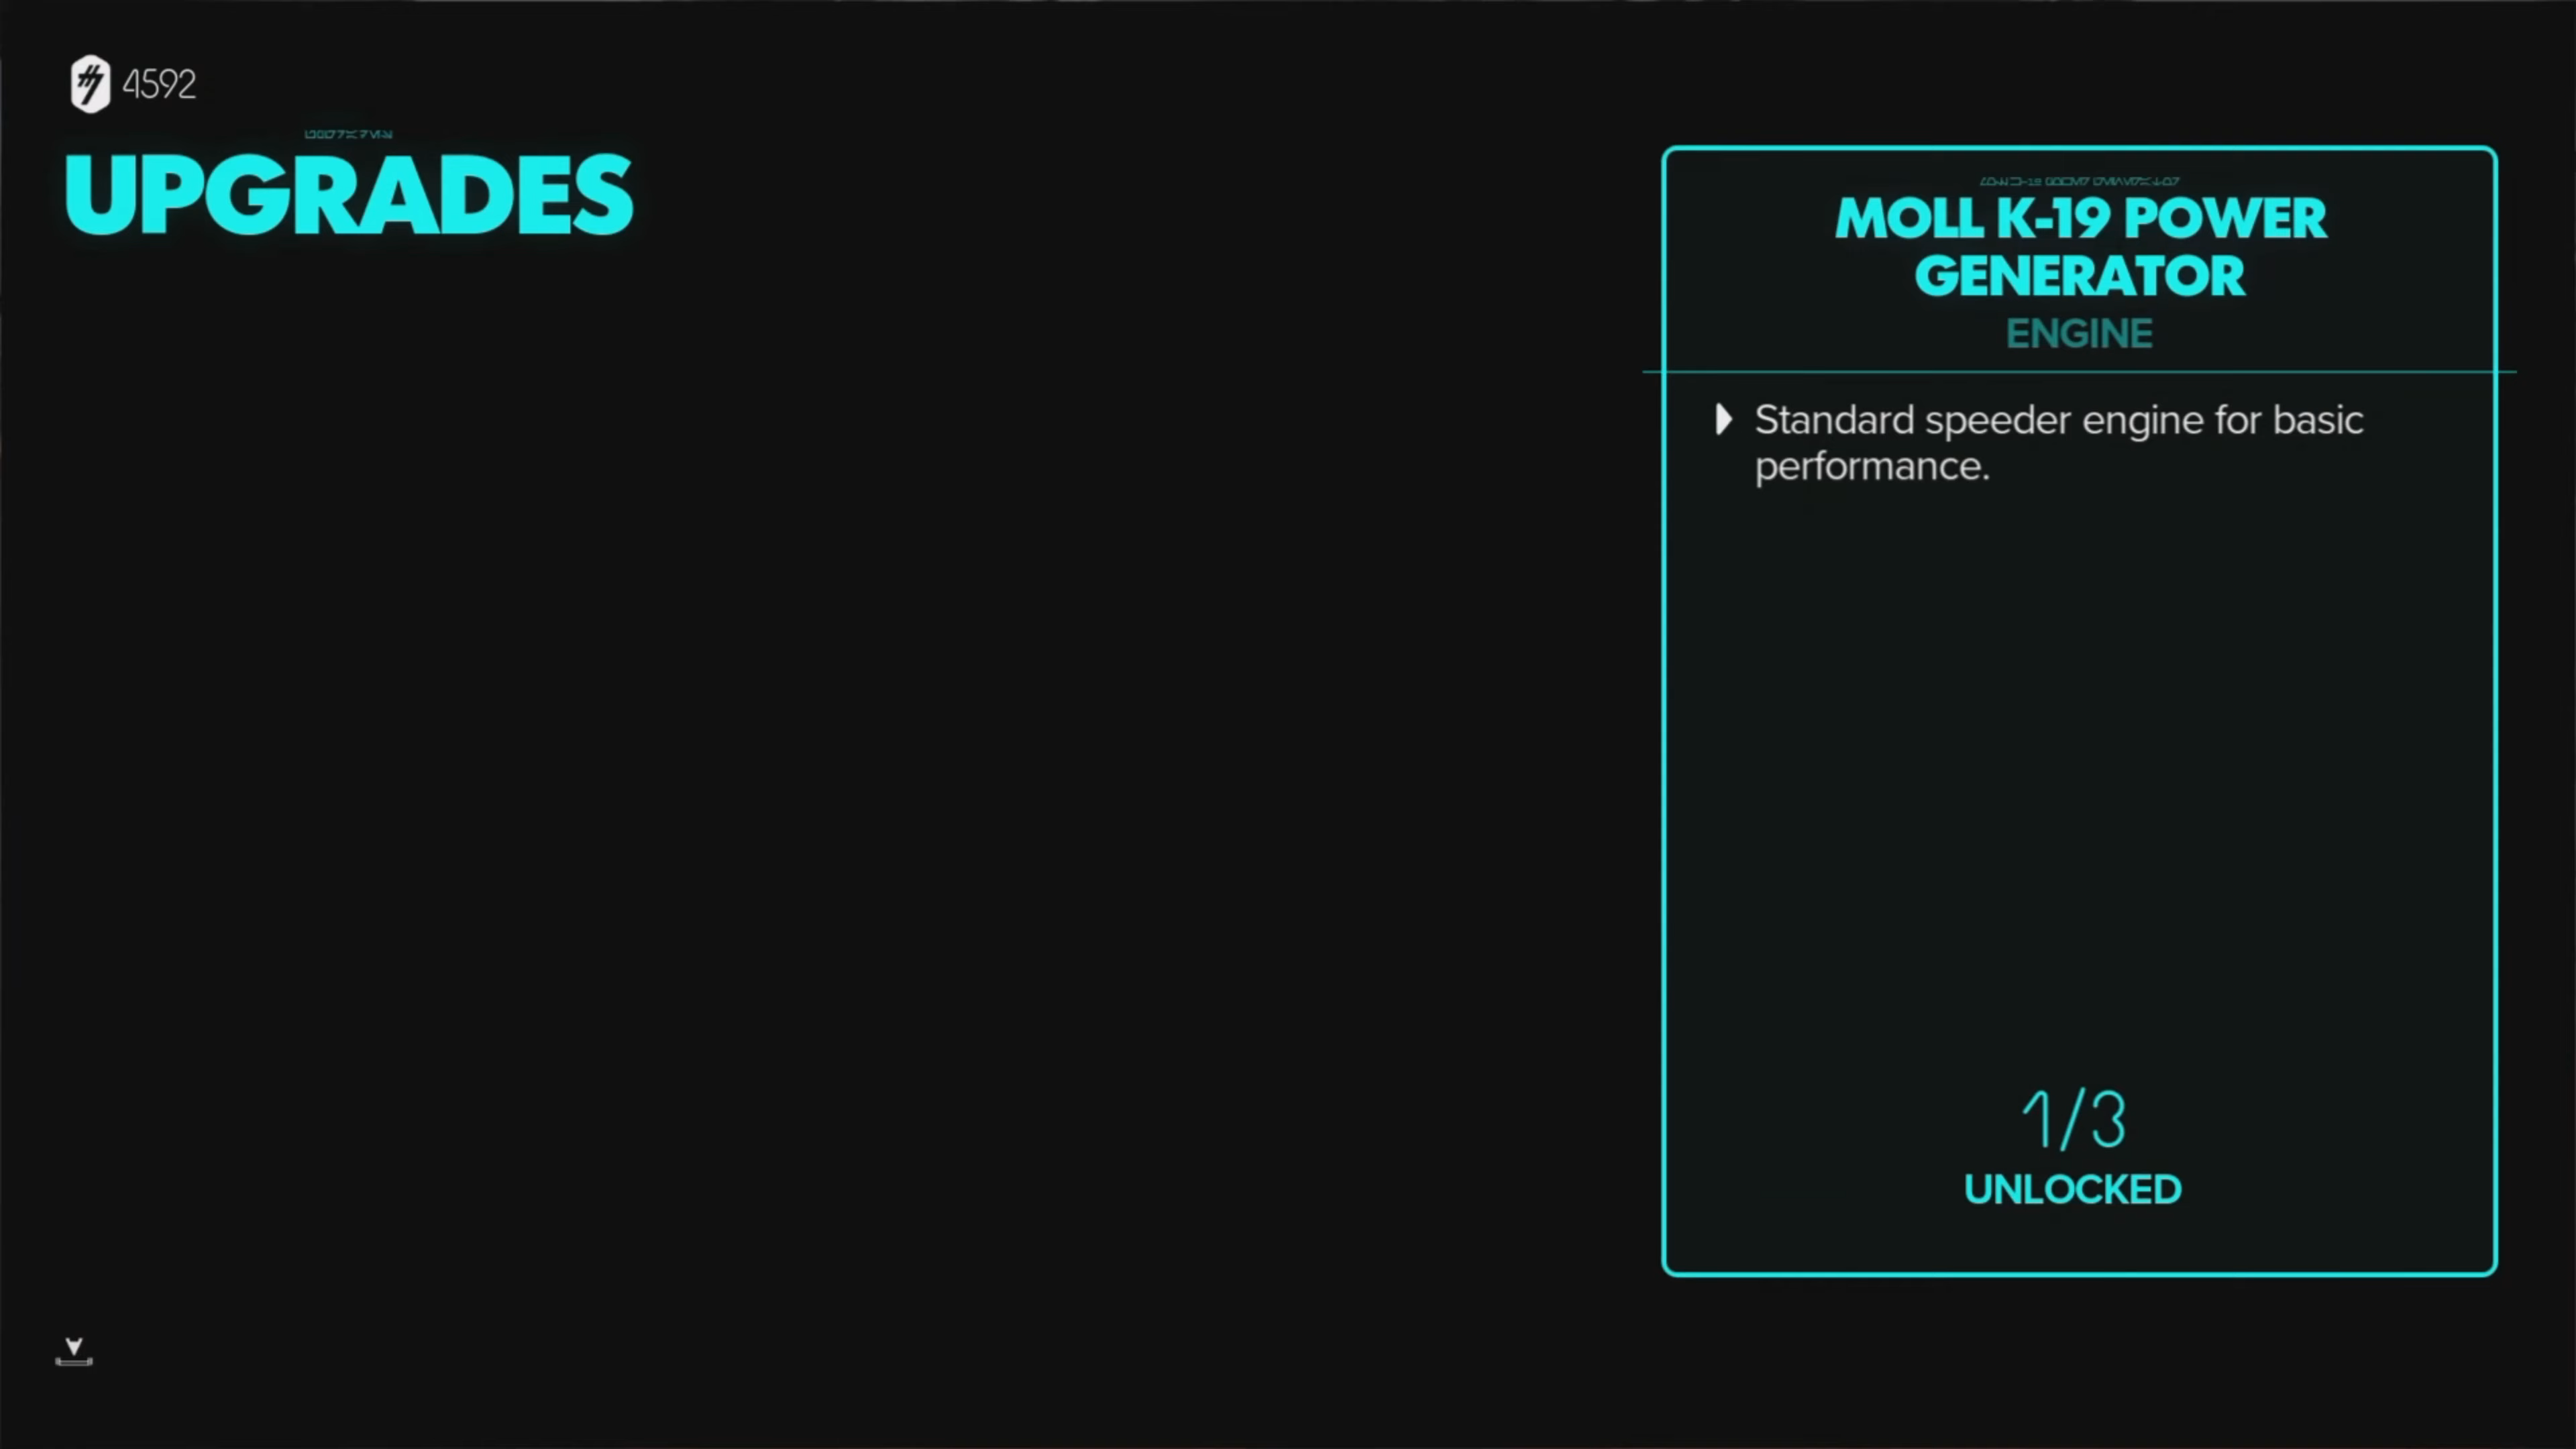 4592
UPGRADES
MOLL K-19 POWER
GENERATOR
ENGINE
Standard speeder engine for basic
performance.
1/3
UNLOCKED